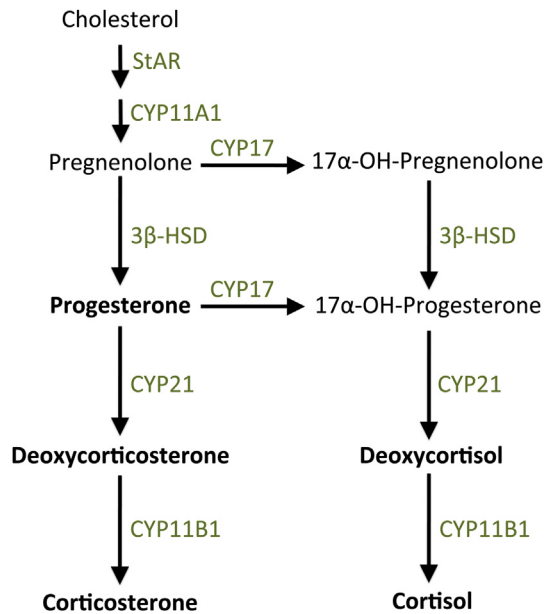 Cholesterol
StAR
CYP11A1
CYP17
Pregnenolone
17α-OH-Pregnenolone
3β-HSD
3β-HSD
CYP17
Progesterone
17α-OH-Progesterone
CYP21
CYP21
Deoxycorticosterone
Deoxycortisol
CYP11B1
CYP11B1
Corticosterone
Cortisol